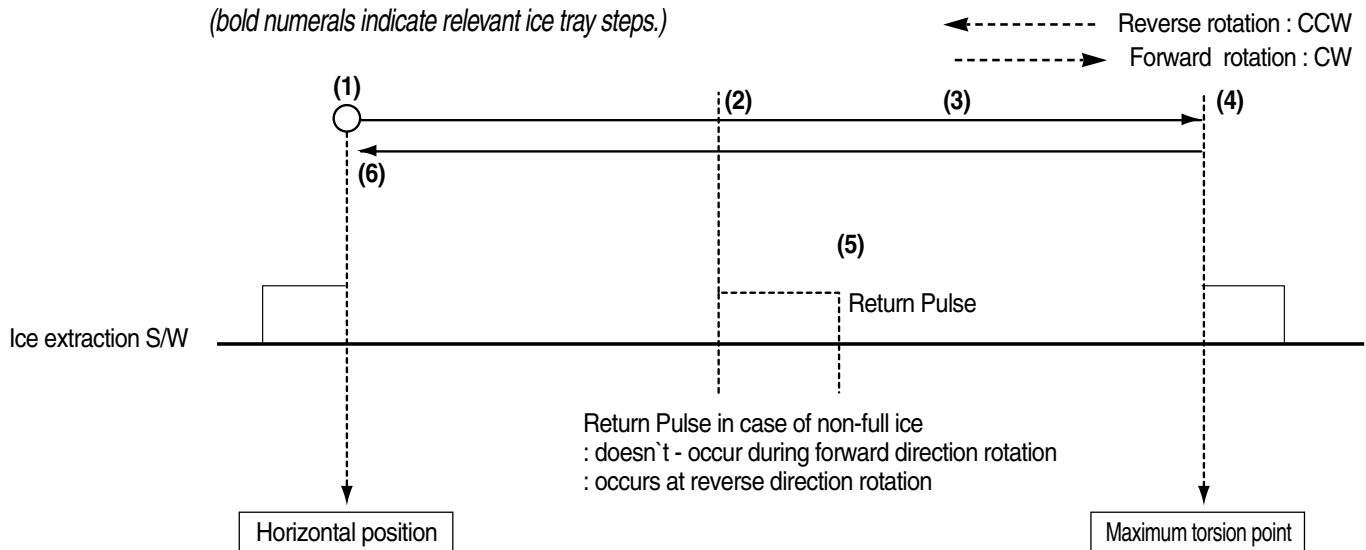 (bold numerals indicate relevant ice tray steps.)
Reverse rotation : CCW
Forward rotation : CW
(1)
(2)
(3)
(4)
(6)
(5)
Return Pulse
Ice extraction S/W
Return Pulse in case of non-full ice
: doesn`t - occur during forward direction rotation
: occurs at reverse direction rotation
Horizontal position
Maximum torsion point